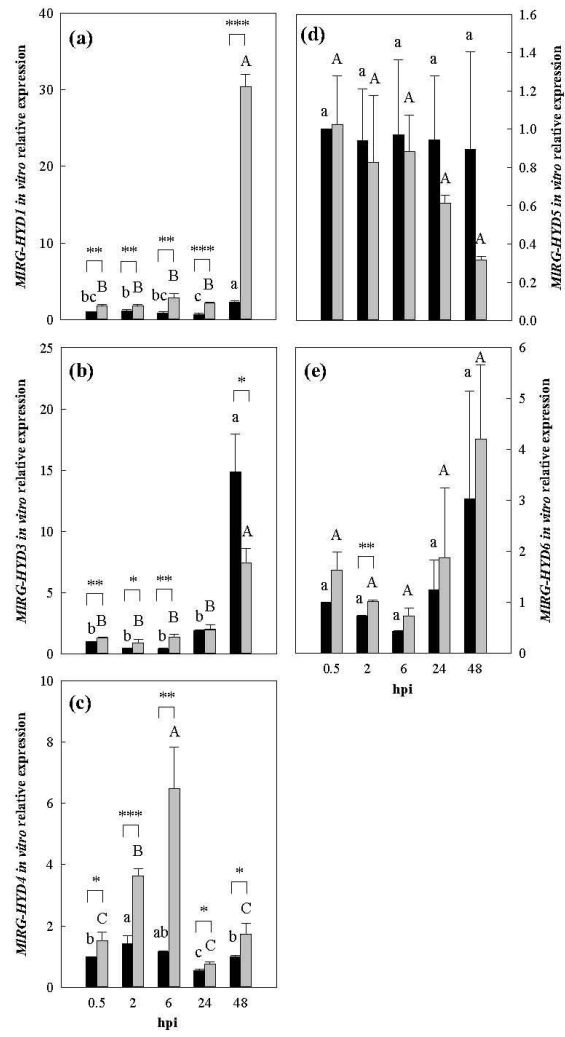 (a)
MIRG-HYD1 in vitro relative expression
40
30
20
10
0
** ** ** *** ***
bc B b B bc B c B a A
(d)
MIRG-HYD5 in vitro relative expression
1.6
1.4
1.2
1.0
0.8
0.6
0.4
0.2
0.0
a A a A a A a A a A
(b)
MIRG-HYD3 in vitro relative expression
25
20
15
10
5
0
** * ** *
b B b B b B b B a A
(e)
MIRG-HYD6 in vitro relative expression
6
5
4
3
2
1
0
**
a A a A a A a A a A
0.5 2 6 24 48
hpi
(c)
MIRG-HYD4 in vitro relative expression
10
8
6
4
2
0
* *** ** * *
b C a B ab A c C b C
0.5 2 6 24 48
hpi